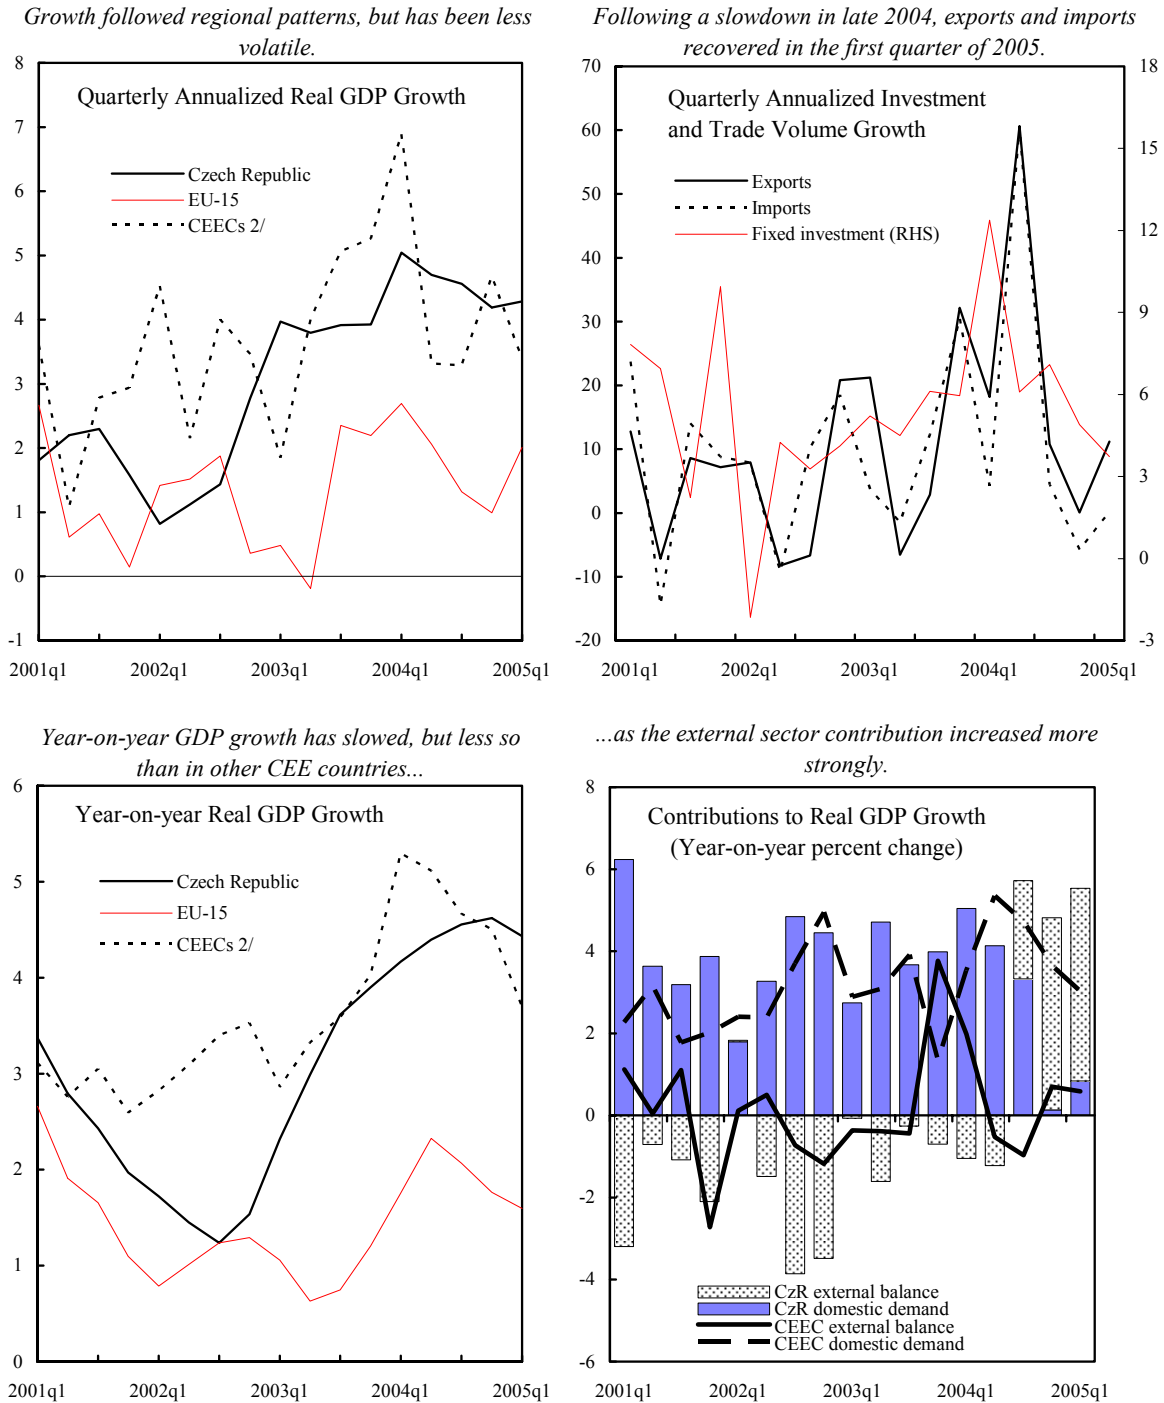 Growth followed regional patterns, but has been less
volatile.
8
7
6
5
4
3
2
1
0
-1
Quarterly Annualized Real GDP Growth
Czech Republic
EU-15
CEECs 2/
2001q1 2002q1 2003q1 2004q1 2005q1
Following a slowdown in late 2004, exports and imports
recovered in the first quarter of 2005.
70
60
50
40
30
20
10
0
-10
-20
Quarterly Annualized Investment
and Trade Volume Growth
Exports
Imports
Fixed investment (RHS)
18
15
12
9
6
3
0
-3
2001q1 2002q1 2003q1 2004q1 2005q1
Year-on-year GDP growth has slowed, but less so
than in other CEE countries...
6
5
4
3
2
1
0
Year-on-year Real GDP Growth
Czech Republic
EU-15
CEECs 2/
2001q1 2002q1 2003q1 2004q1 2005q1
...as the external sector contribution increased more
strongly.
8
6
4
2
0
-2
-4
-6
Contributions to Real GDP Growth
(Year-on-year percent change)
CzR external balance
CzR domestic demand
CEEC external balance
CEEC domestic demand
2001q1 2002q1 2003q1 2004q1 2005q1